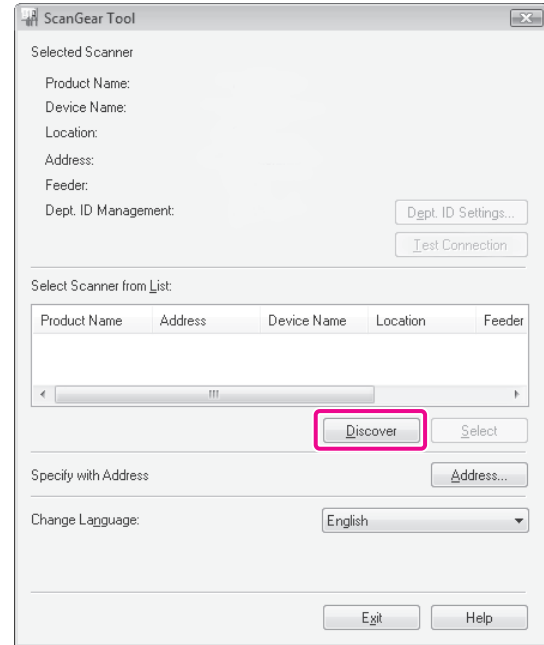 ScanGear Tool
Selected Scanner
Product Name:
Device Name:
Location:
Address:
Feeder:
Dept. ID Management:
Dept. ID Settings...
Test Connection
Select Scanner from List:
Product Name Address Device Name Location Feeder
Discover Select
Specify with Address Address...
Change Language: English
Exit Help